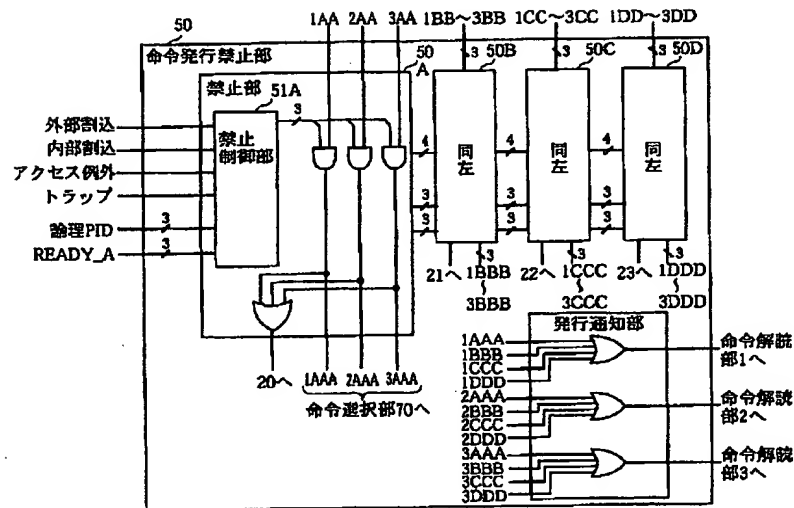 50
命令発行禁止部
1AA 2AA 3AA
1BB~3BB
1CC~3CC
1DD~3DD
禁止部
50
A
3 50B
3 50C
3 50D
51A
禁止
制御部
3
外部割込
内部割込
アクセス例外
トラップ
論理PID 3
READY_A 3
4
3
3
同左
4
3
3
同左
4
3
3
同左
20へ
1AAA 2AAA 3AAA
命令選択部70へ
21へ
3
1BBB
~
3BBB
22へ
3
1CCC
~
3CCC
23へ
3
1DDD
~
3DDD
発行通知部
1AAA
1BBB
1CCC
1DDD
命令解読
部1へ
2AAA
2BBB
2CCC
2DDD
命令解読
部2へ
3AAA
3BBB
3CCC
3DDD
命令解読
部3へ